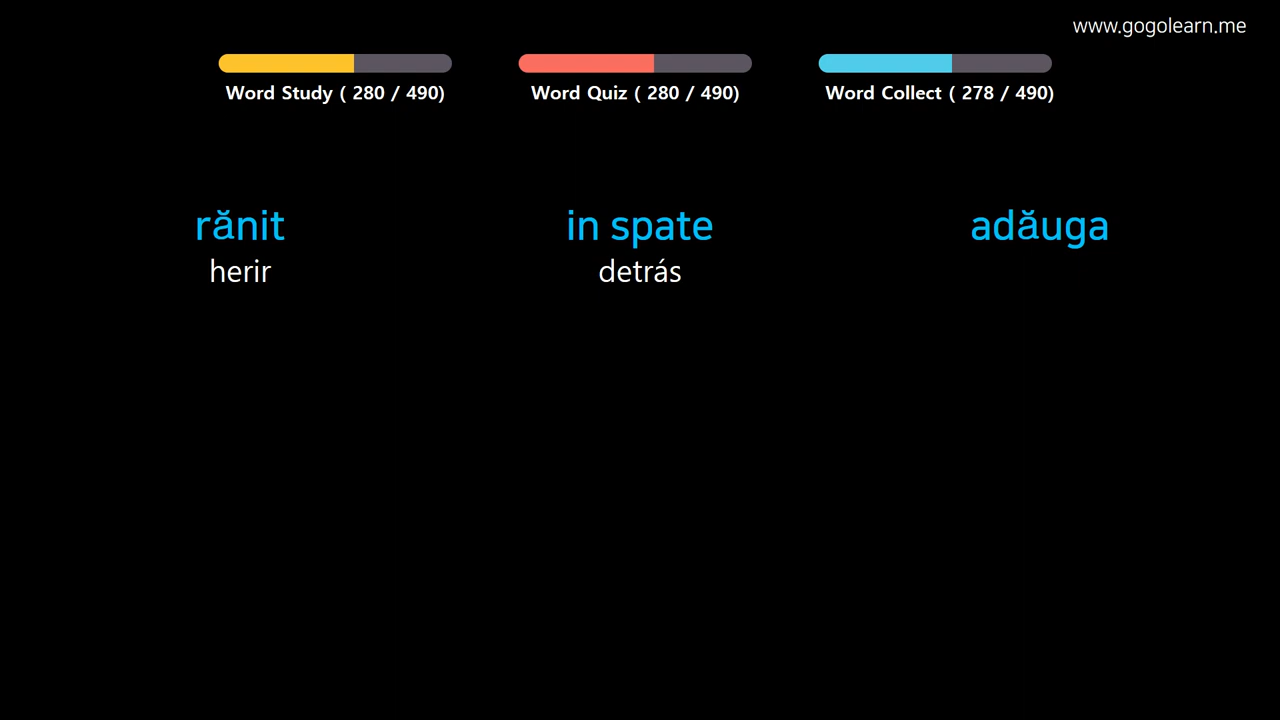 www.gogolearn.me
Word Study ( 280 / 490)
Word Quiz ( 280 / 490)
Word Collect ( 278 / 490)
rănit
in spate
adăuga
herir
detrás